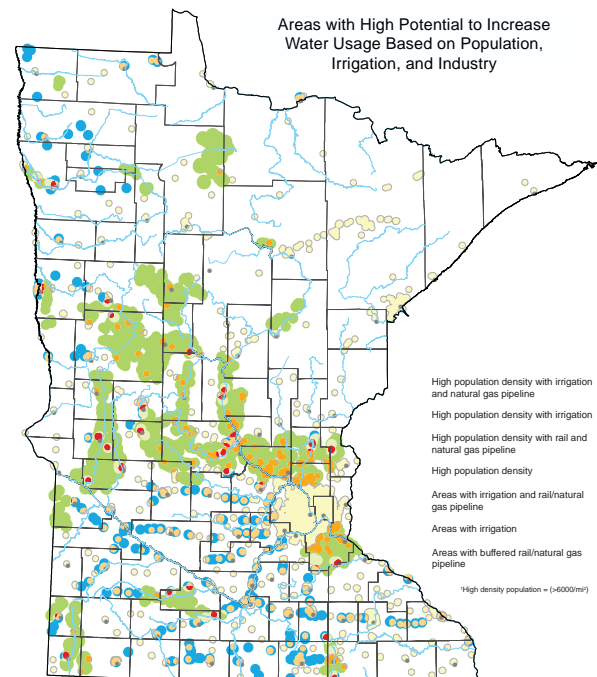 Areas with High Potential to Increase
Water Usage Based on Population,
Irrigation, and Industry
High population density with irrigation
and natural gas pipeline
High population density with irrigation
High population density with rail and
natural gas pipeline
High population density
Areas with irrigation and rail/natural
gas pipeline
Areas with irrigation
Areas with buffered rail/natural gas
pipeline
¹High density population = (>6000/mi²)